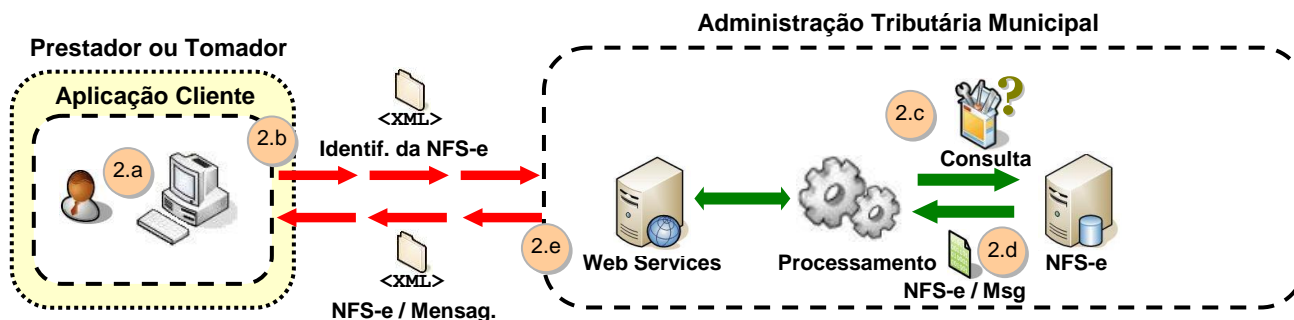 Administração Tributária Municipal
Prestador ou Tomador
Aplicação Cliente
2.a
2.b
<XML>
Identif. da NFS-e
<XML>
NFS-e / Mensag.
2.e
Web Services
Processamento
2.c
?
Consulta
2.d
NFS-e / Msg
NFS-e